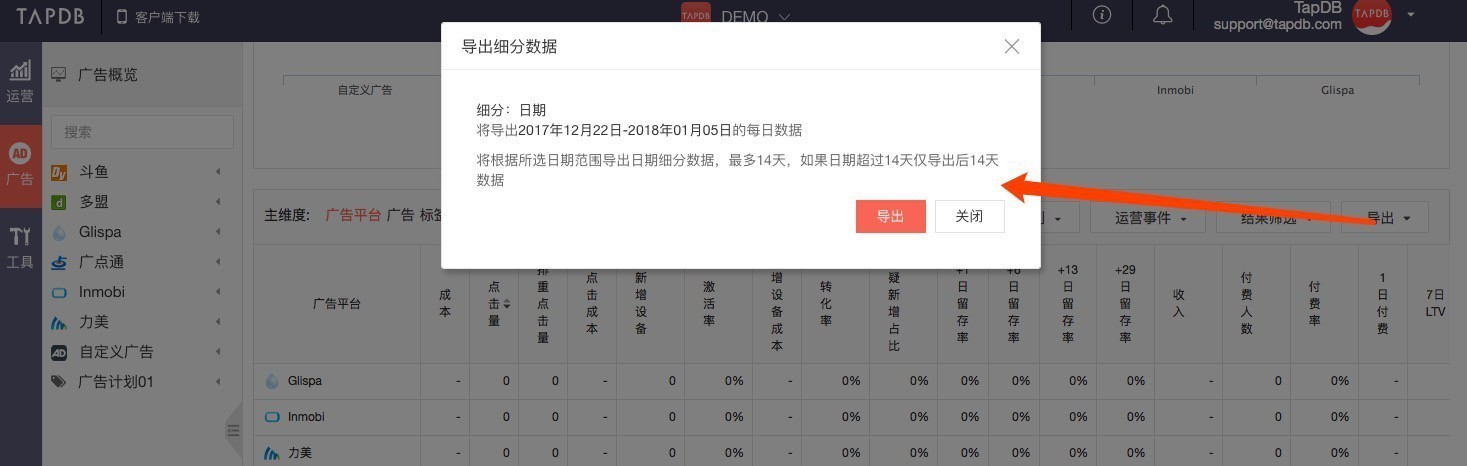 TAPDB
客户端下载
TAPDB
DEMO
TapDB
support@tapdb.com
TAPDB
运营
广告
工具
广告概览
搜索
斗鱼
多盟
Glispa
广点通
Inmobi
力美
自定义广告
广告计划01
自定义广告
Inmobi
Glispa
导出细分数据
细分：日期
将导出2017年12月22日-2018年01月05日的每日数据
将根据所选日期范围导出日期细分数据，最多14天，如果日期超过14天仅导出后14天
数据
导出
关闭
主维度:
广告平台 广告 标签
运营事件
结果筛选
导出
广告平台
成本
点击量
排重点击量
点击成本
新增设备
激活率
增设备成本
转化率
疑新增占比
+1日留存率
+6日留存率
+13日留存率
+29日留存率
收入
付费人数
付费率
1日付费
7日
LTV
Glispa - 0 0 - 0 0% - 0% 0% 0% 0% 0% 0% - 0 0% -
Inmobi - 0 0 - 0 0% - 0% 0% 0% 0% 0% 0% - 0 0% -
力美 - 0 0 - 0 0% - 0% 0% 0% 0% 0% 0% - 0 0% -